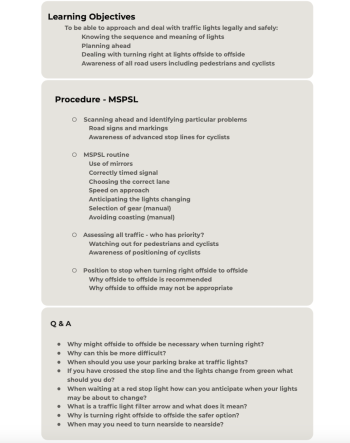 Learning Objectives
To be able to approach and deal with traffic lights legally and safely:
Knowing the sequence and meaning of lights
Planning ahead
Dealing with turning right at lights offside to offside
Awareness of all road users including pedestrians and cyclists
Procedure - MSPSL
Scanning ahead and identifying particular problems
Road signs and markings
Awareness of advanced stop lines for cyclists
MSPSL routine
Use of mirrors
Correctly timed signal
Choosing the correct lane
Speed on approach
Anticipating the lights changing
Selection of gear (manual)
Avoiding coasting (manual)
Assessing all traffic - who has priority?
Watching out for pedestrians and cyclists
Awareness of positioning of cyclists
Position to stop when turning right offside to offside
Why offside to offside is recommended
Why offside to offside may not be appropriate
Q & A
Why might offside to offside be necessary when turning right?
Why can this be more difficult?
When should you use your parking brake at traffic lights?
If you have crossed the stop line and the lights change from green what
should you do?
When waiting at a red stop light how can you anticipate when your lights
may be about to change?
What is a traffic light filter arrow and what does it mean?
Why is turning right offside to offside the safer option?
When may you need to turn nearside to nearside?